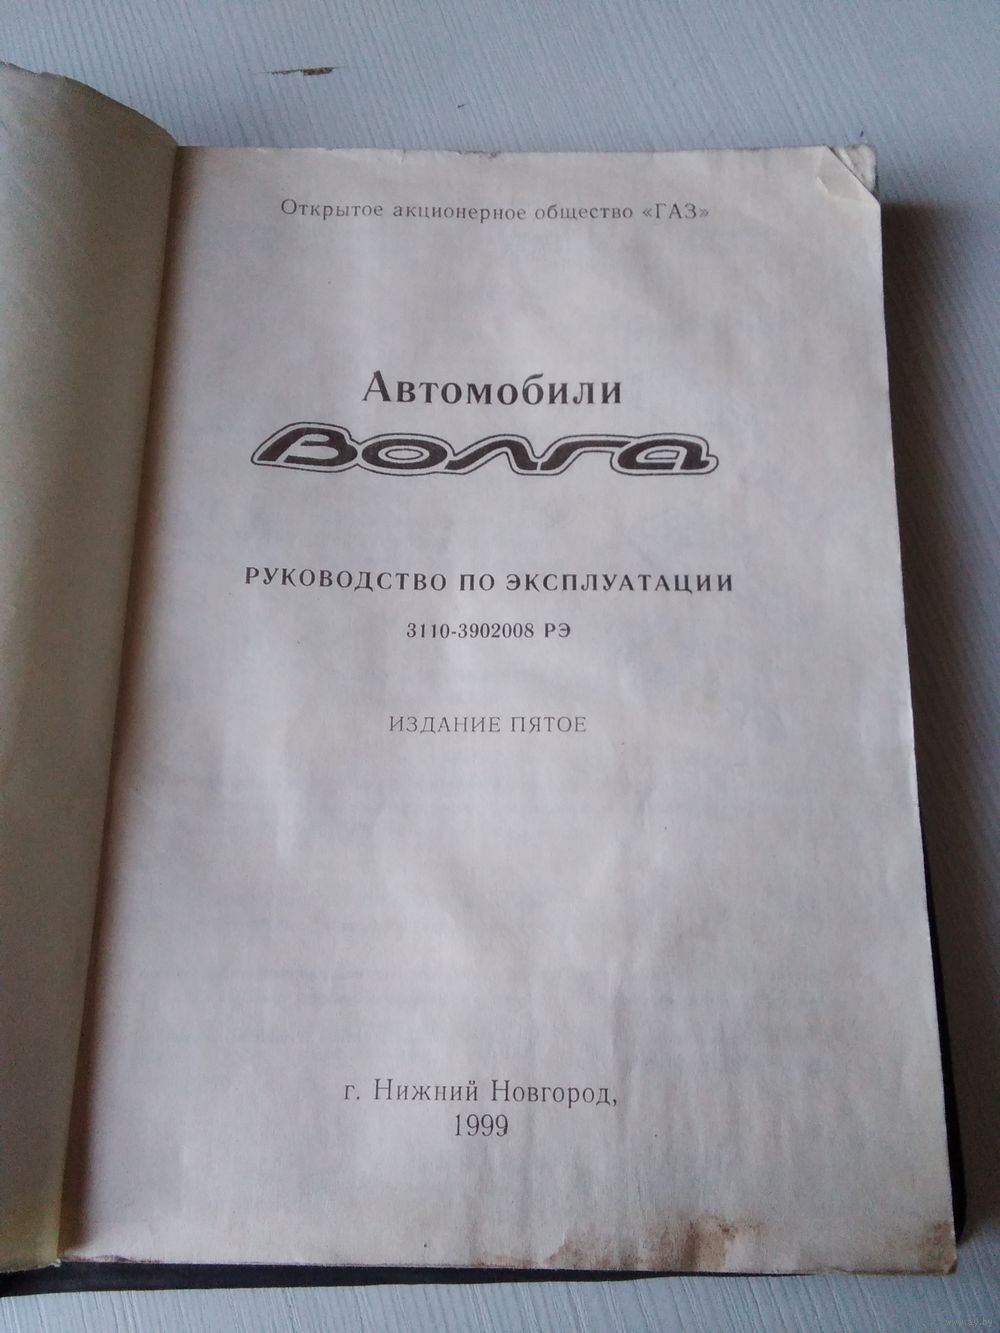 Открытое акционерное общество «ГАЗ»
Автомобили
Волга
РУКОВОДСТВО ПО ЭКСПЛУАТАЦИИ
3110-3902008 РЭ
ИЗДАНИЕ ПЯТОЕ
г. Нижний Новгород,
1999